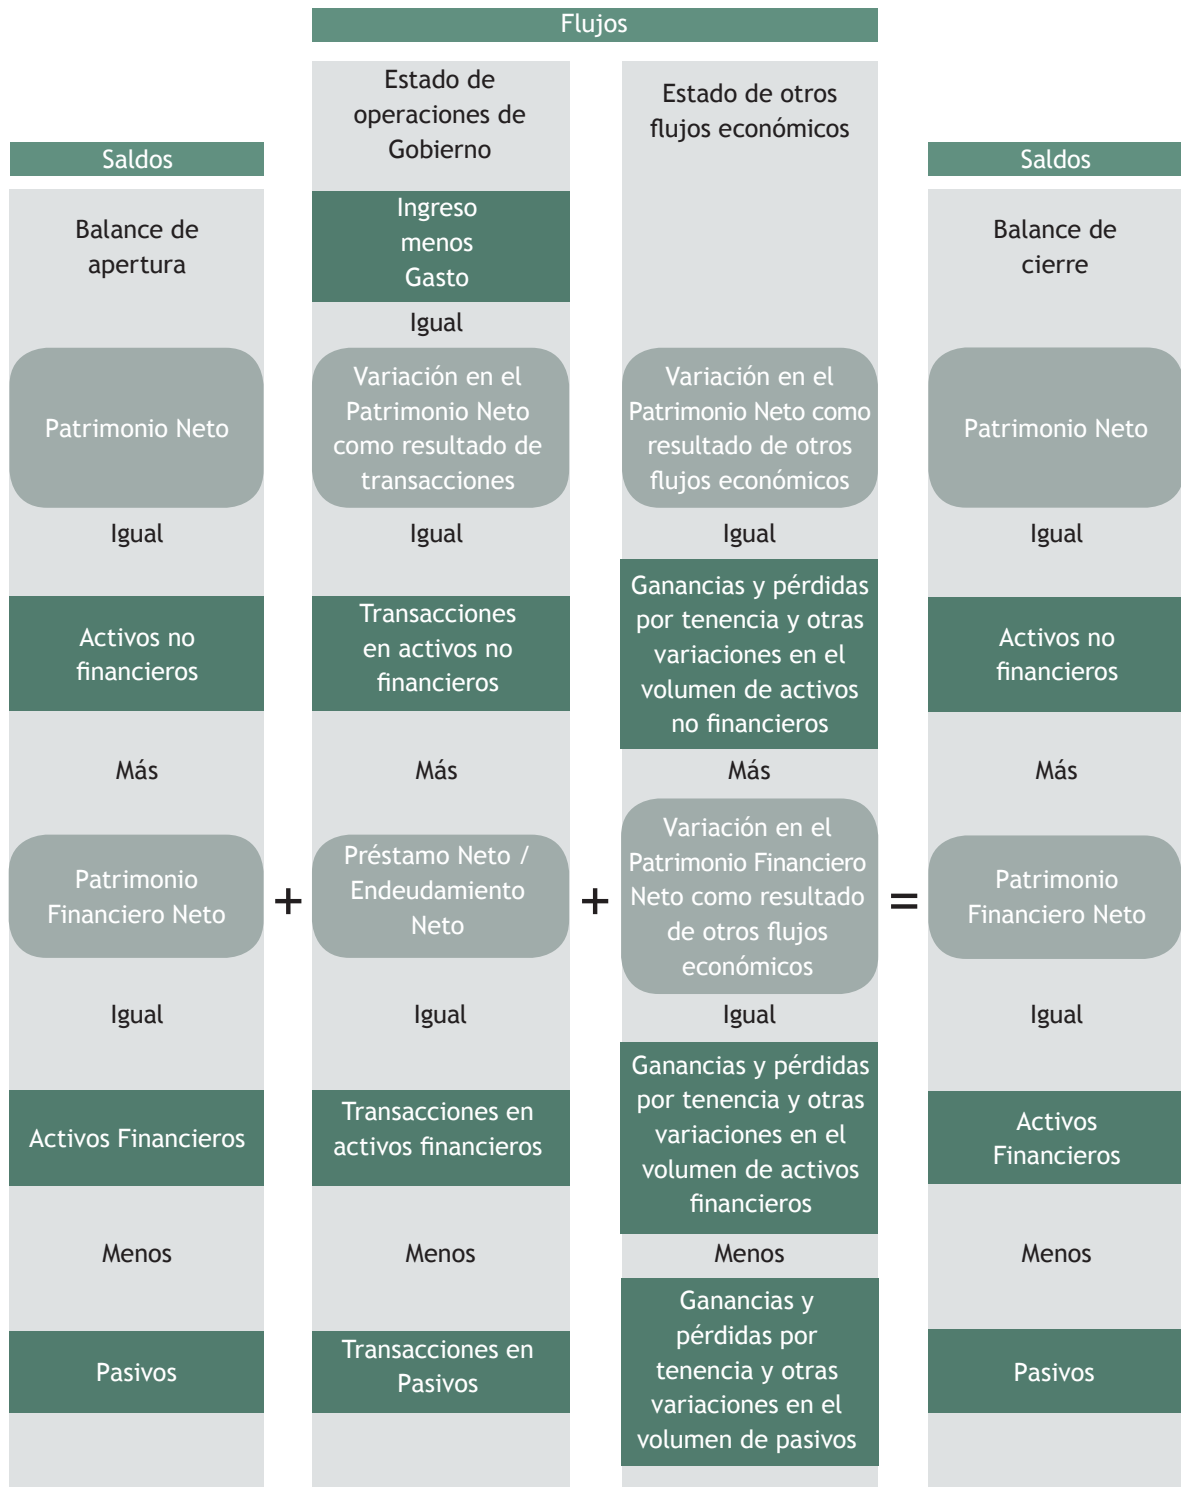 Flujos
Saldos
Balance de
apertura
Patrimonio Neto
Igual
Activos no
financieros
Más
Patrimonio
Financiero Neto
Igual
Activos Financieros
Menos
Pasivos
+
Estado de
operaciones de
Gobierno
Ingreso
menos
Gasto
Igual
Variación en el
Patrimonio Neto
como resultado de
transacciones
Igual
Transacciones
en activos no
financieros
Más
Préstamo Neto /
Endeudamiento
Neto
Igual
Transacciones en
activos financieros
Menos
Transacciones en
Pasivos
+
Estado de otros
flujos económicos
Variación en el
Patrimonio Neto como
resultado de otros
flujos económicos
Igual
Ganancias y pérdidas
por tenencia y otras
variaciones en el
volumen de activos
no financieros
Más
Variación en el
Patrimonio Financiero
Neto como resultado
de otros flujos
económicos
Igual
Ganancias y pérdidas
por tenencia y otras
variaciones en el
volumen de activos
financieros
Menos
Ganancias y
pérdidas por
tenencia y otras
variaciones en el
volumen de pasivos
=
Saldos
Balance de
cierre
Patrimonio Neto
Igual
Activos no
financieros
Más
Patrimonio
Financiero Neto
Igual
Activos
Financieros
Menos
Pasivos